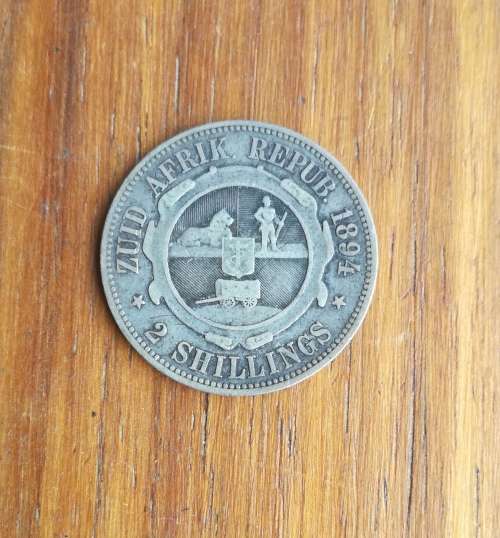 ZUID AFRIK. REPUB. 1894
2 SHILLINGS